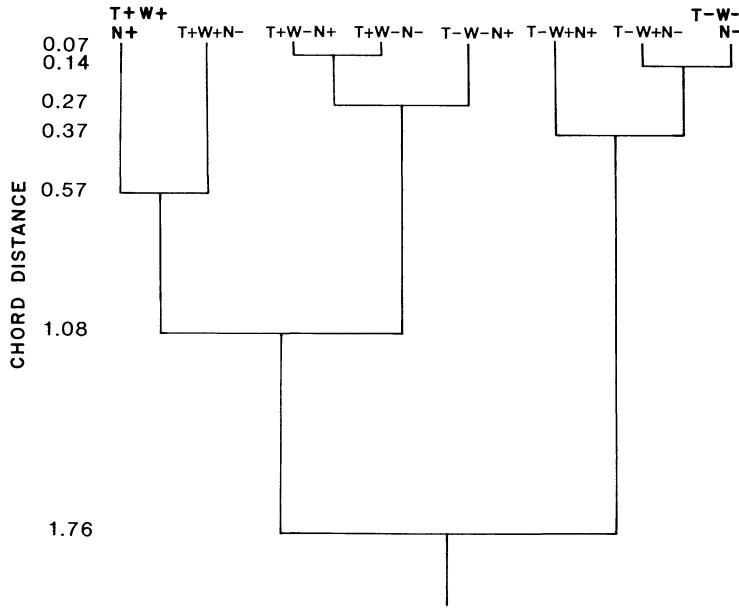 T+W+
N+
T+W+N−
T+W−N+
T+W−N−
T−W−N+
T−W+N+
T−W+N−
T−W−
N−
0.07
0.14
0.27
0.37
0.57
1.08
1.76
CHORD DISTANCE